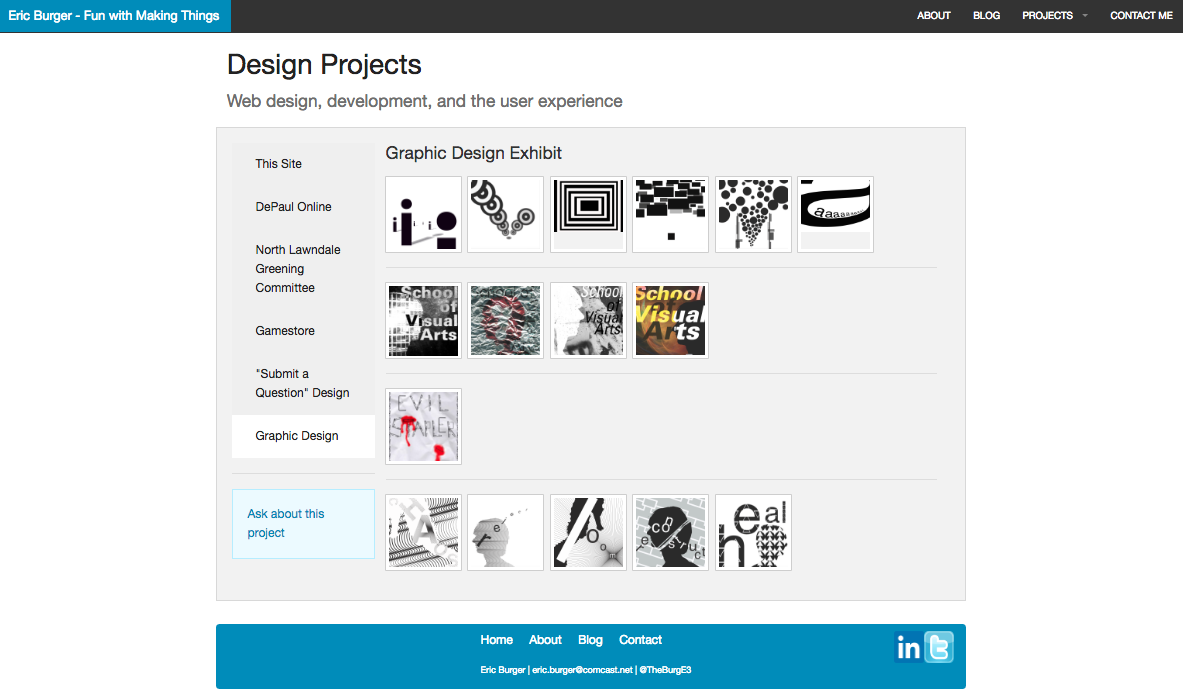 Eric Burger - Fun with Making Things
ABOUT BLOG PROJECTS CONTACT ME
Design Projects
Web design, development, and the user experience
This Site
DePaul Online
North Lawndale
Greening
Committee
Gamestore
"Submit a
Question" Design
Graphic Design
Ask about this
project
Graphic Design Exhibit
School
of
Visual
Arts
School
of
Visual
Arts
School
Visual
Arts
EVIL
heal
Home About Blog Contact
Eric Burger | eric.burger@comcast.net | @TheBurgE3
in